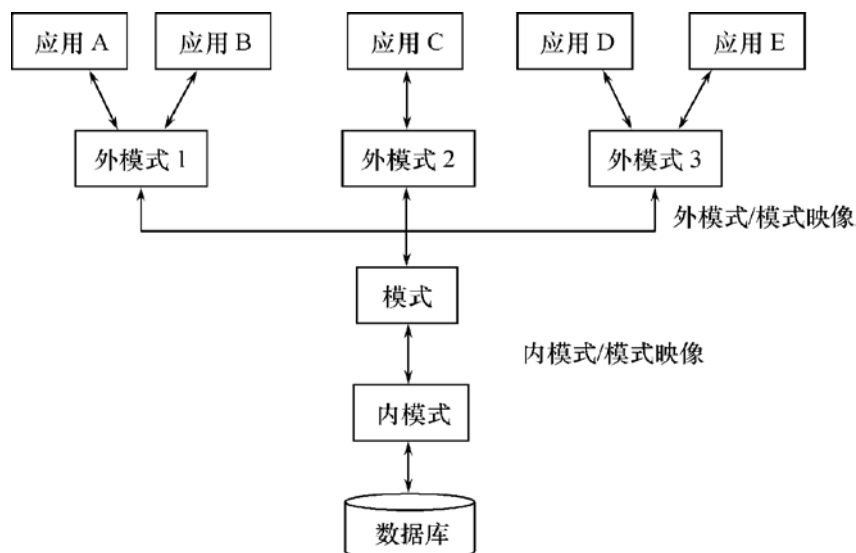 应用 A
应用 B
应用 C
应用 D
应用 E
外模式 1
外模式 2
外模式 3
外模式/模式映像
模式
内模式/模式映像
内模式
数据库